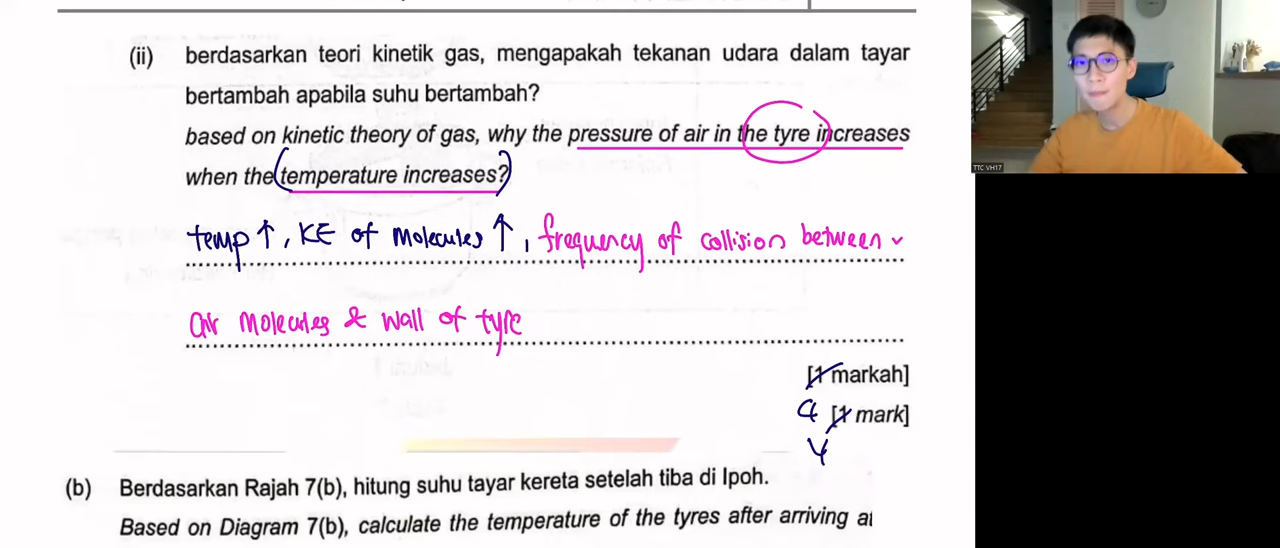 (ii) berdasarkan teori kinetik gas, mengapakah tekanan udara dalam tayar
bertambah apabila suhu bertambah?
based on kinetic theory of gas, why the pressure of air in the tyre increases
when the (temperature increases?)
temp ↑, KE of molecules ↑, frequency of collision between
air molecules & wall of tyre
[1 markah]
4 [1 mark]
4
(b) Berdasarkan Rajah 7(b), hitung suhu tayar kereta setelah tiba di Ipoh.
Based on Diagram 7(b), calculate the temperature of the tyres after arriving at
TTC VH17